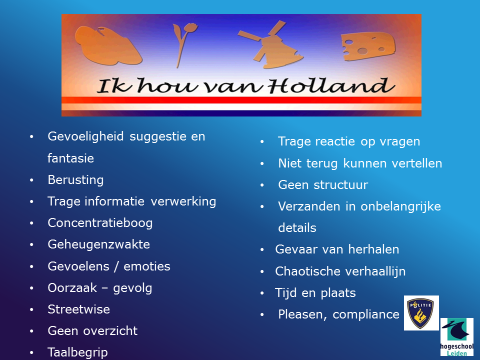 Ik hou van Holland
• Gevoeligheid suggestie en
fantasie
• Berusting
• Trage informatie verwerking
• Concentratieboog
• Geheugenzwakte
• Gevoelens / emoties
• Oorzaak – gevolg
• Streetwise
• Geen overzicht
• Taalbegrip
• Trage reactie op vragen
• Niet terug kunnen vertellen
• Geen structuur
• Verzanden in onbelangrijke
details
• Gevaar van herhalen
• Chaotische verhaallijn
• Tijd en plaats
• Pleasen, compliance
POLITIE
hogeschool
Leiden